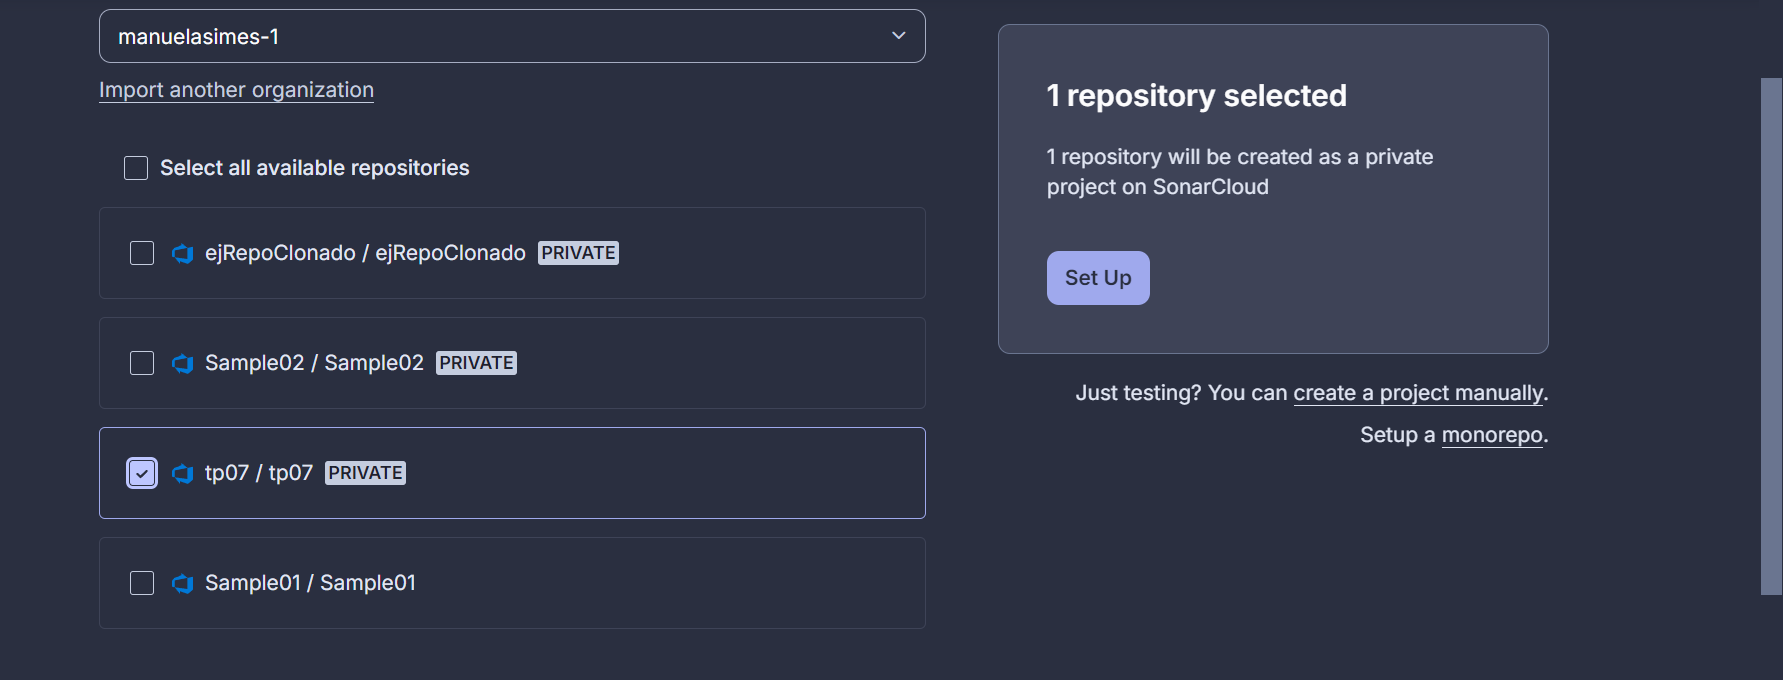 manuelasimes-1
Import another organization
Select all available repositories
ejRepoClonado / ejRepoClonado PRIVATE
Sample02 / Sample02 PRIVATE
tp07 / tp07 PRIVATE
Sample01 / Sample01
1 repository selected
1 repository will be created as a private
project on SonarCloud
Set Up
Just testing? You can create a project manually.
Setup a monorepo.